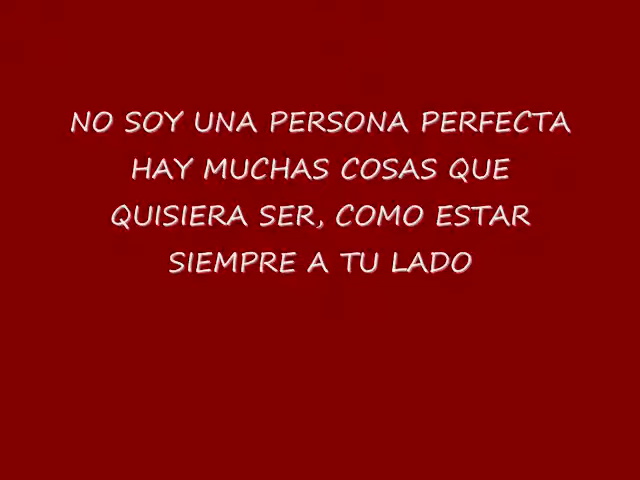 NO SOY UNA PERSONA PERFECTA
HAY MUCHAS COSAS QUE
QUISIERA SER, COMO ESTAR
SIEMPRE A TU LADO